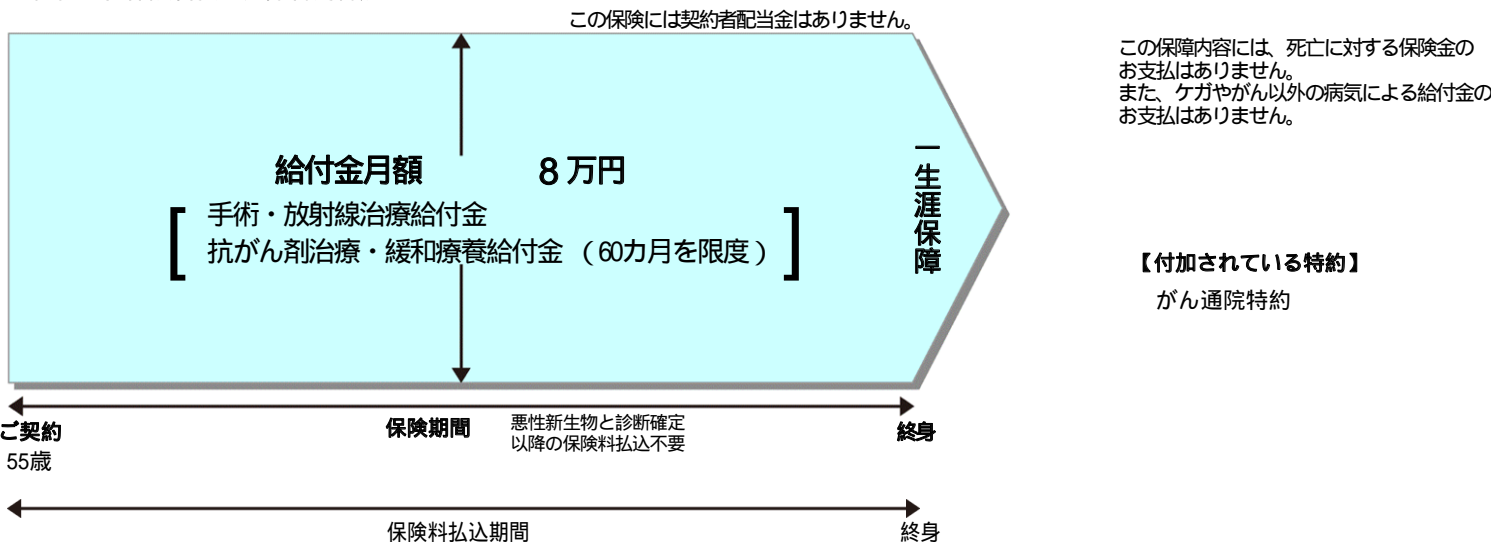 この保険には契約者配当金はありません。
この保障内容には、死亡に対する保険金の
お支払はありません。
また、ケガやがん以外の病気による給付金の
お支払はありません。
給付金月額 8万円
手術・放射線治療給付金
抗がん剤治療・緩和療養給付金 (60カ月を限度)
一生涯保障
【付加されている特約】
がん通院特約
ご契約
55歳
保険期間
悪性新生物と診断確定
以降の保険料払込不要
終身
保険料払込期間
終身